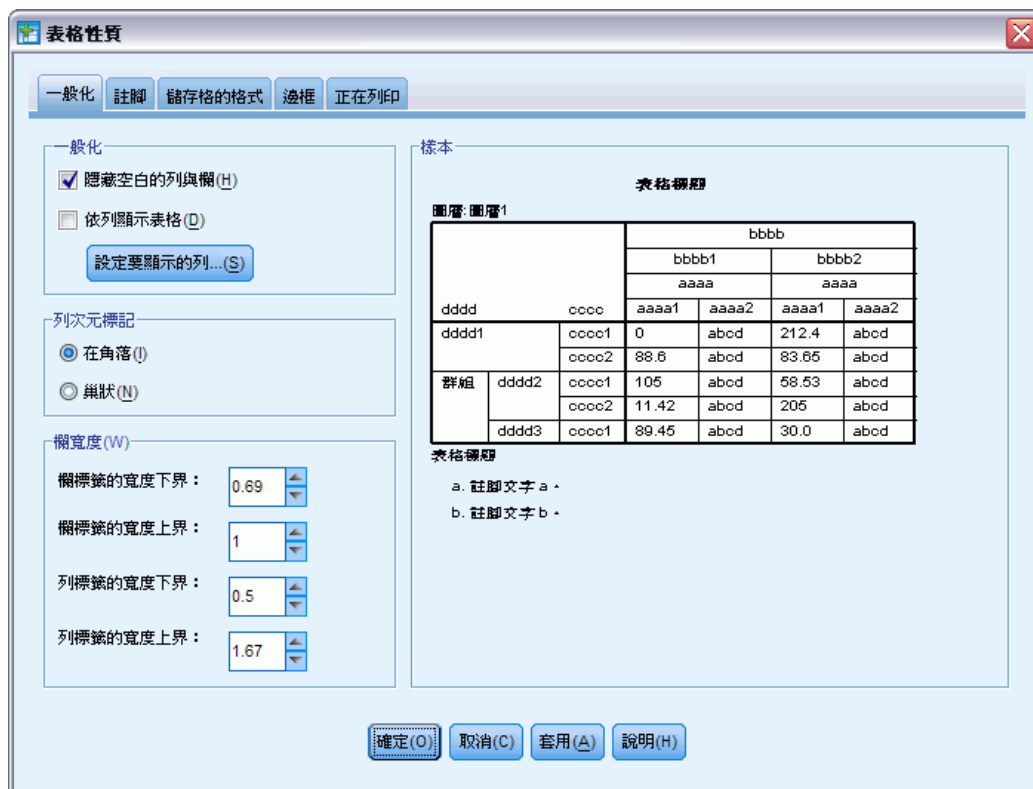 表格性質
一般化 註腳 儲存格的格式 邊框 正在列印
一般化
隱藏空白的列與欄(H)
依列顯示表格(D)
設定要顯示的列...(S)
列次元標記
在角落(I)
巢狀(N)
欄寬度(W)
欄標籤的寬度下界： 0.69
欄標籤的寬度上界： 1
列標籤的寬度下界： 0.5
列標籤的寬度上界： 1.67
樣本
表格標題
圖層:圖層1
bbbb
bbbb1 bbbb2
aaaa aaaa
dddd cccc aaaa1 aaaa2 aaaa1 aaaa2
dddd1 cccc1 0 abcd 212.4 abcd
cccc2 88.6 abcd 83.65 abcd
群組 dddd2 cccc1 105 abcd 58.53 abcd
cccc2 11.42 abcd 205 abcd
dddd3 cccc1 89.45 abcd 30.0 abcd
表格標題
a. 註腳文字 a。
b. 註腳文字 b。
確定(O) 取消(C) 套用(A) 說明(H)